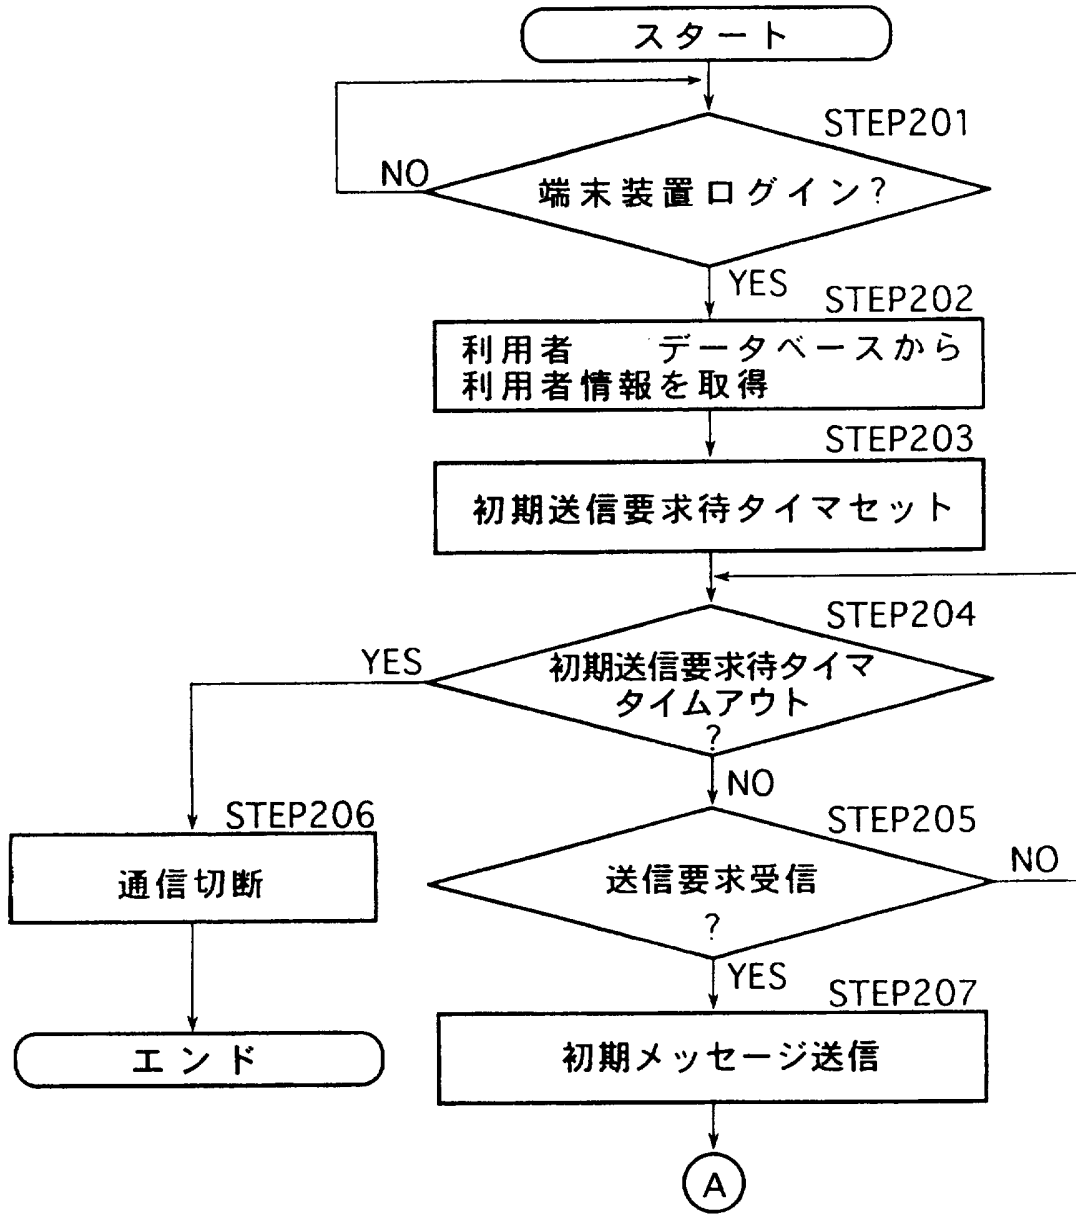 スタート
STEP201
NO
端末装置ログイン?
YES
STEP202
利用者　　データベースから
利用者情報を取得
STEP203
初期送信要求待タイマセット
STEP204
YES
初期送信要求待タイマ
タイムアウト
?
NO
STEP206
STEP205
通信切断
送信要求受信
?
NO
YES
STEP207
エンド
初期メッセージ送信
A